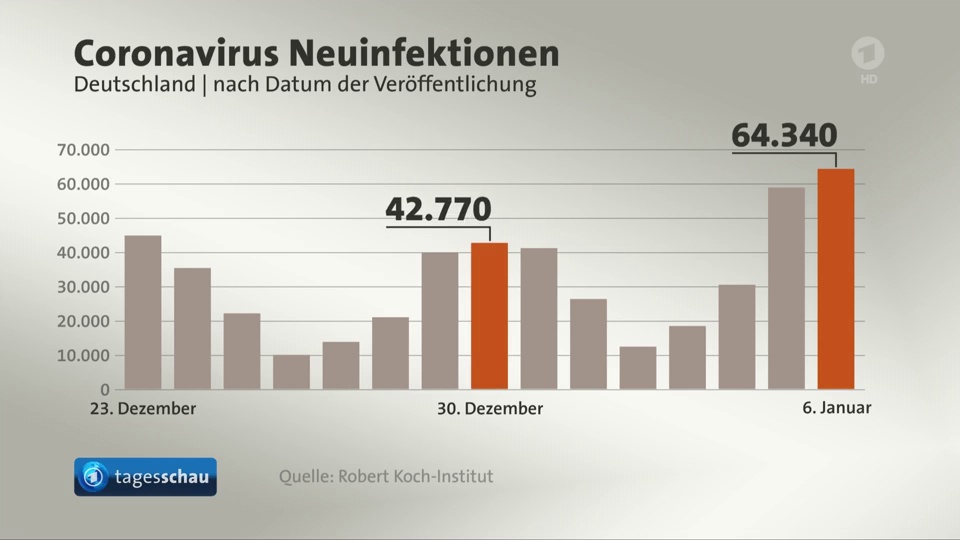 Coronavirus Neuinfektionen
Deutschland | nach Datum der Veröffentlichung
1
HD
64.340
70.000
60.000
42.770
50.000
40.000
30.000
20.000
10.000
0
23. Dezember
30. Dezember
6. Januar
1 tagesschau
Quelle: Robert Koch-Institut